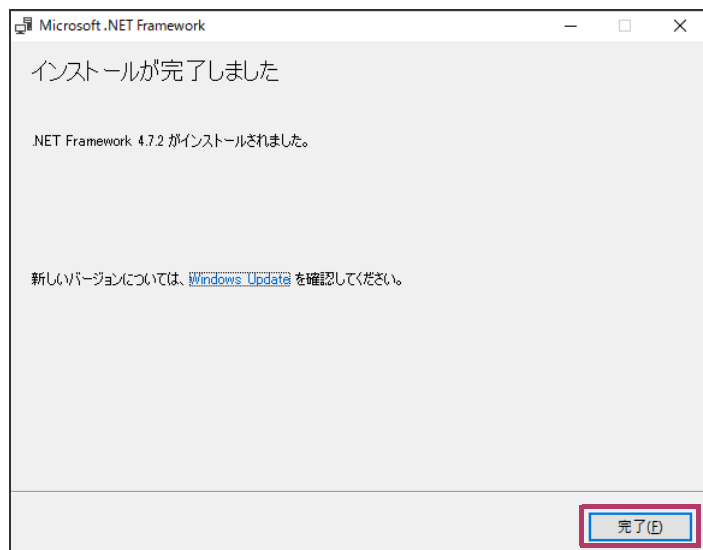 Microsoft .NET Framework
インストールが完了しました
.NET Framework 4.7.2 がインストールされました。
新しいバージョンについては、Windows Update を確認してください。
完了(F)